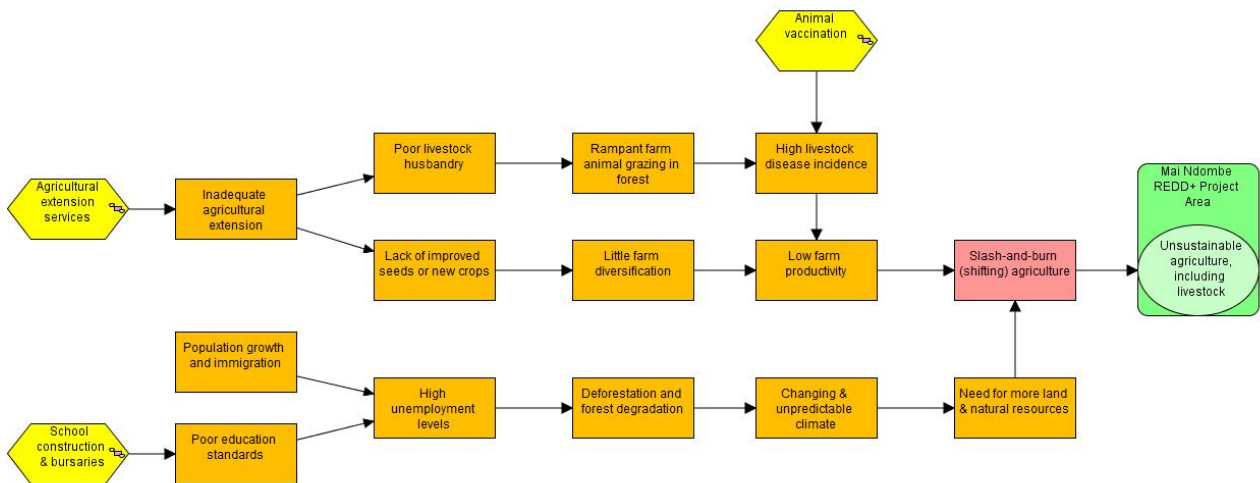 Animal
vaccination
Poor livestock
husbandry
Rampant farm
animal grazing in
forest
High livestock
disease incidence
Mai Ndombe
REDD+ Project
Area
Agricultural
extension
services
Inadequate
agricultural
extension
Lack of improved
seeds or new crops
Little farm
diversification
Low farm
productivity
Slash-and-burn
(shifting) agriculture
Unsustainable
agriculture,
including
livestock
Population growth
and immigration
High
unemployment
levels
Deforestation and
forest degradation
Changing &
unpredictable
climate
Need for more land
& natural resources
School
construction
& bursaries
Poor education
standards